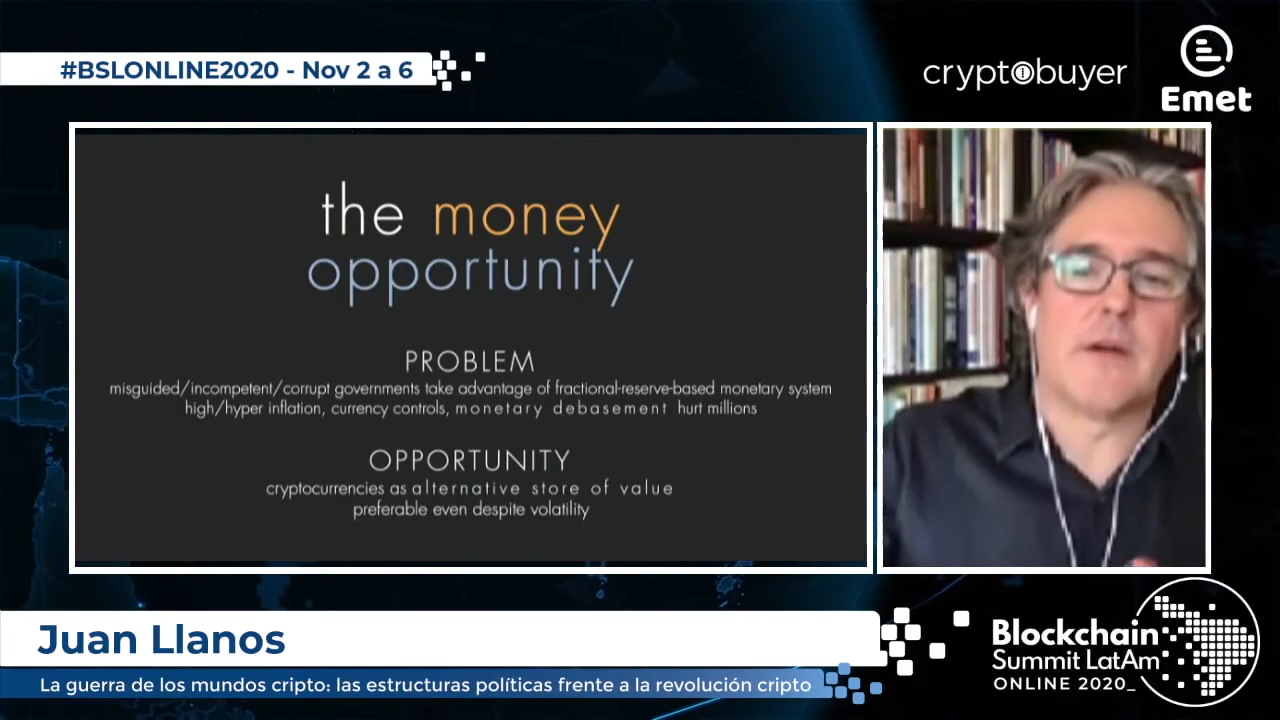 #BSLONLINE2020 - Nov 2 a 6
cryptobuyer
Emet
the money
opportunity
PROBLEM
misguided/incompetent/corrupt governments take advantage of fractional-reserve-based monetary system
high/hyper inflation, currency controls, monetary debasement hurt millions
OPPORTUNITY
cryptocurrencies as alternative store of value
preferable even despite volatility
Juan Llanos
La guerra de los mundos cripto: las estructuras políticas frente a la revolución cripto
Blockchain
Summit LatAm
ONLINE 2020_